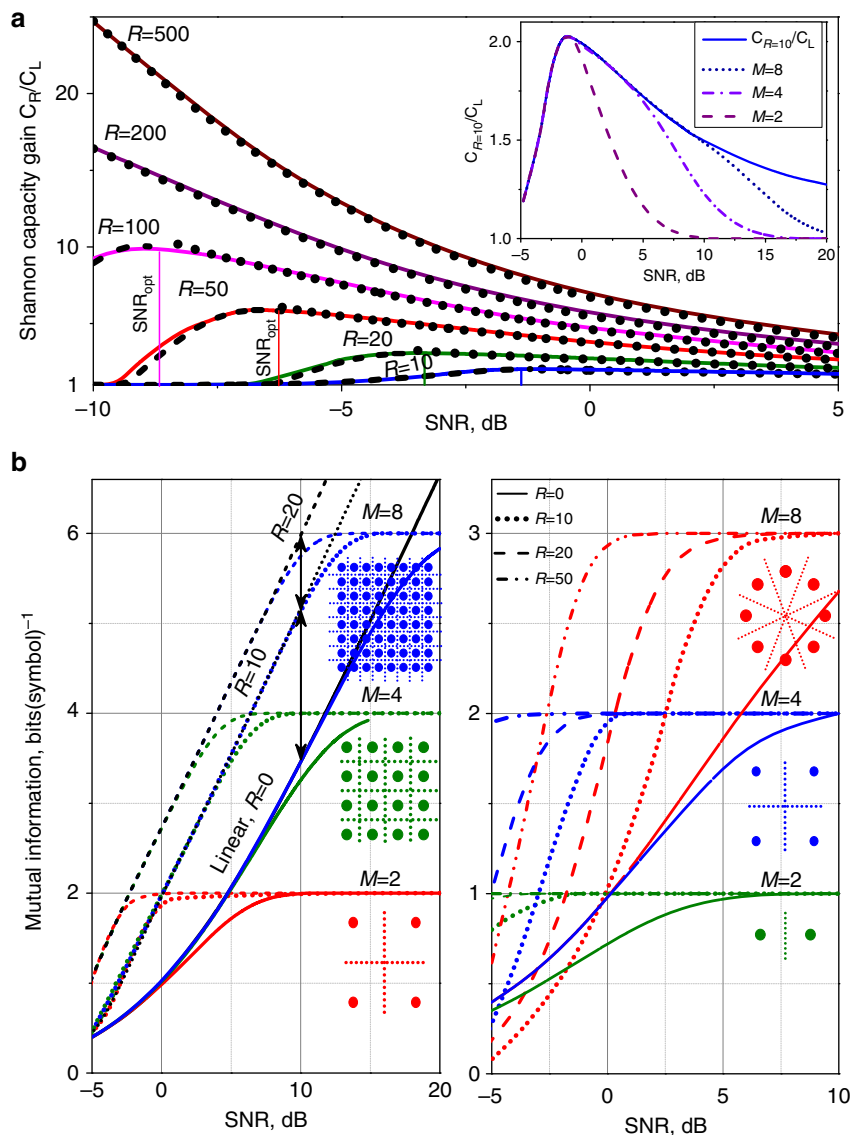 a
Shannon capacity gain C_R/C_L
25
20
10
1
R=500
R=200
R=100
R=50
R=20
R=10
SNR_opt
SNR_opt
−10
−5
0
5
SNR, dB
C_{R=10}/C_L
2.0
1.5
1.0
C_{R=10}/C_L
M=8
M=4
M=2
−5
0
5
10
15
20
SNR, dB
b
Mutual information, bits(symbol)^{−1}
6
4
2
0
R=20
R=10
Linear, R=0
M=8
M=4
M=2
−5
0
10
20
SNR, dB
3
2
1
0
R=0
R=10
R=20
R=50
M=8
M=4
M=2
−5
0
5
10
SNR, dB